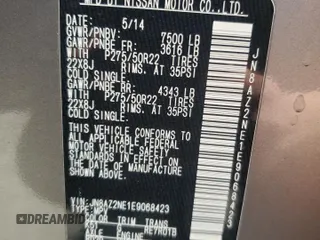 MFD BY NISSAN MOTOR CO.,LTD.
5/14
GVWR/PNBV: 7500 LB
GAWR/PNBE FR: 3616 LB
WITH P275/50R22 TIRES
22X8J RIMS. AT 35PSI
COLD SINGLE.
GAWR/PNBE RR: 4343 LB
WITH P275/50R22 TIRES
22X8J RIMS. AT 35PSI
COLD SINGLE.
THIS VEHICLE CONFORMS TO
ALL APPLICABLE FEDERAL
MOTOR VEHICLE SAFETY
STANDARDS IN EFFECT ON
THE DATE OF MANUFACTURE
SHOWN ABOVE
JN8AZ2NE1E9068423
COLOR TRIM TRANS
RE7R01B
ENGINE
JN8AZ2NE1E9068423
DREAMBID